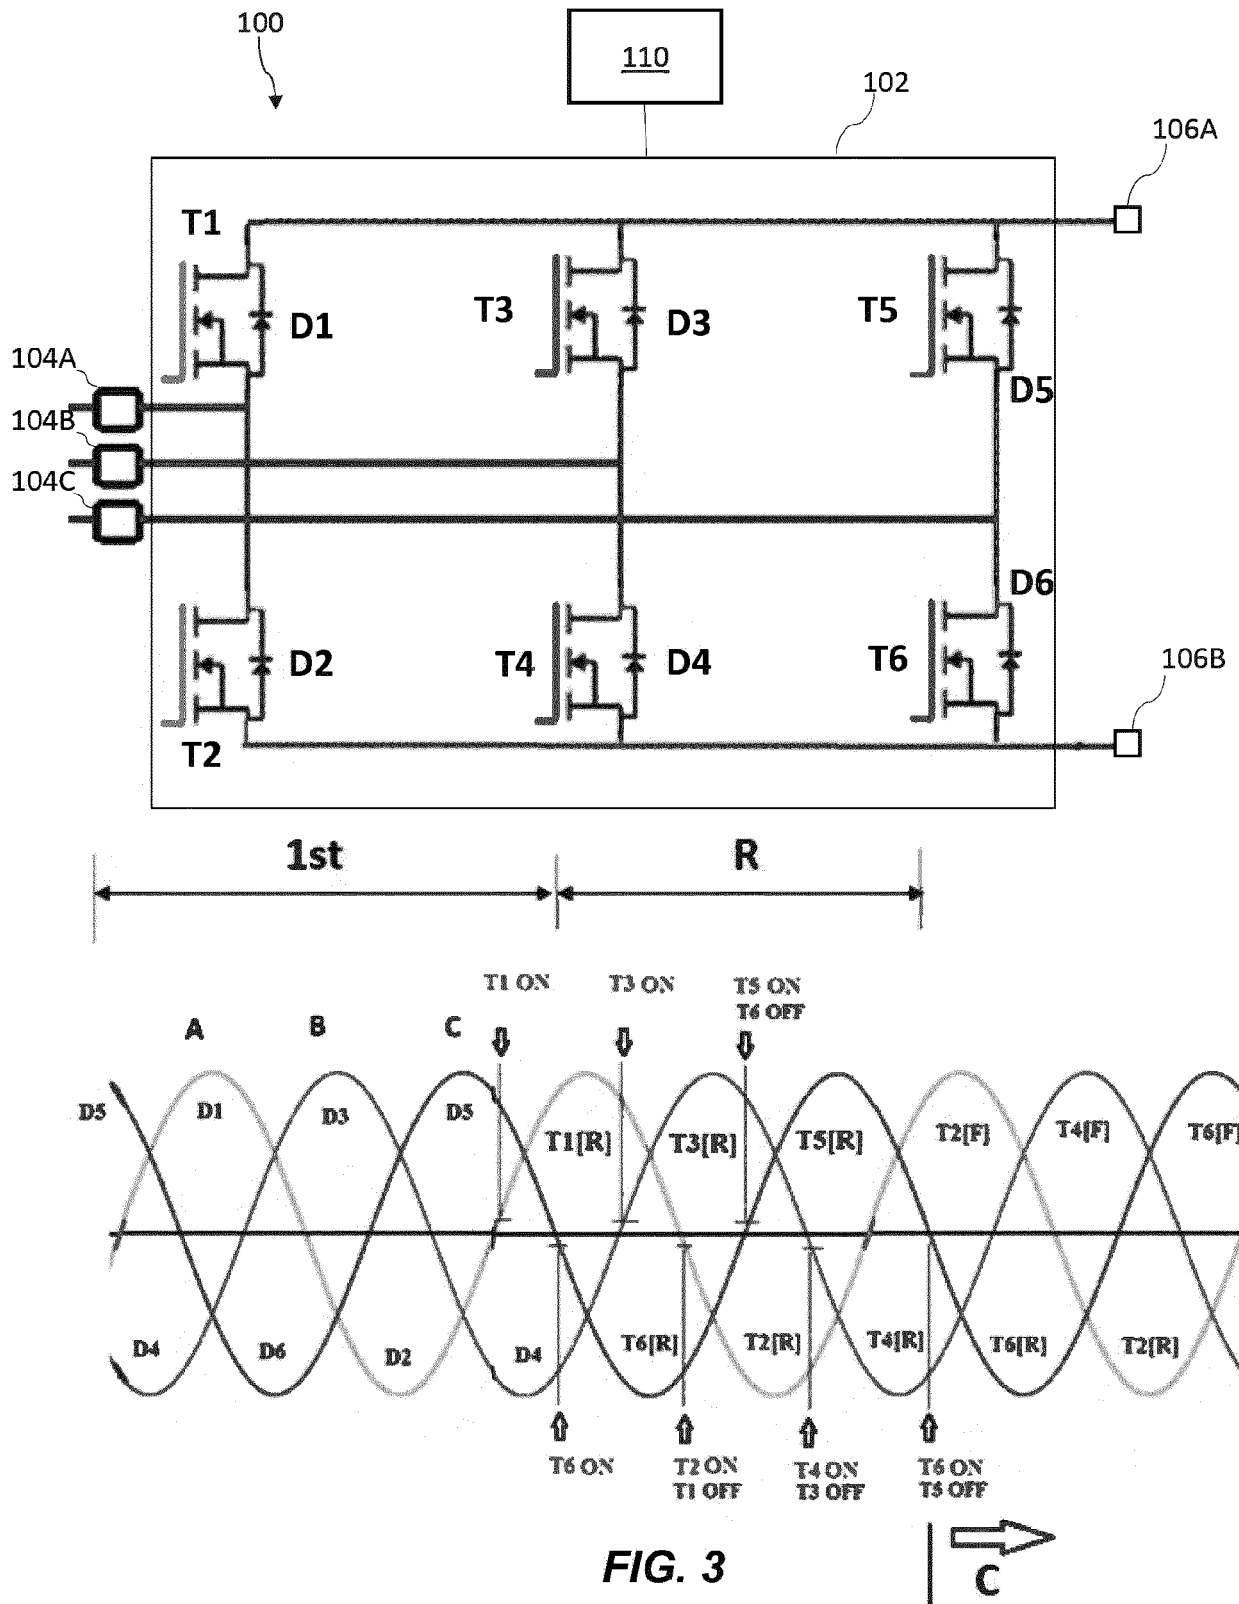 100
110
102
106A
T1
D1
T3
D3
T5
D5
104A
104B
104C
D6
D2
T4
D4
T6
106B
T2
1st
R
T1 ON
T3 ON
T5 ON
T6 OFF
A
B
C
D5
D1
D3
D5
T1[R]
T3[R]
T5[R]
T2[F]
T4[F]
T6[F]
D4
D6
D2
D4
T6[R]
T2[R]
T4[R]
T6[R]
T2[R]
T6 ON
T2 ON
T1 OFF
T4 ON
T3 OFF
T6 ON
T5 OFF
FIG. 3
C